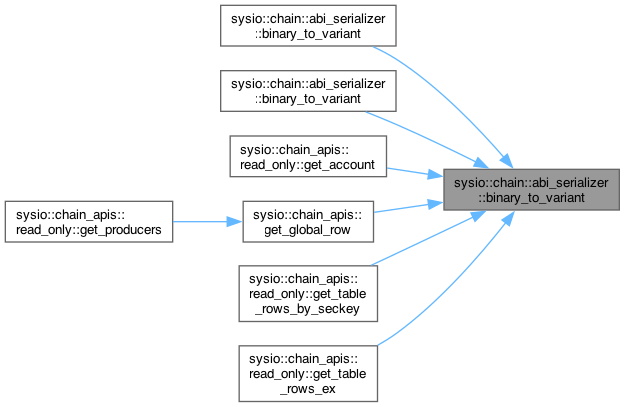 sysio::chain::abi_serializer
::binary_to_variant
sysio::chain::abi_serializer
::binary_to_variant
sysio::chain_apis::
read_only::get_account
sysio::chain::abi_serializer
::binary_to_variant
sysio::chain_apis::
read_only::get_producers
sysio::chain_apis::
get_global_row
sysio::chain_apis::
read_only::get_table
_rows_by_seckey
sysio::chain_apis::
read_only::get_table
_rows_ex